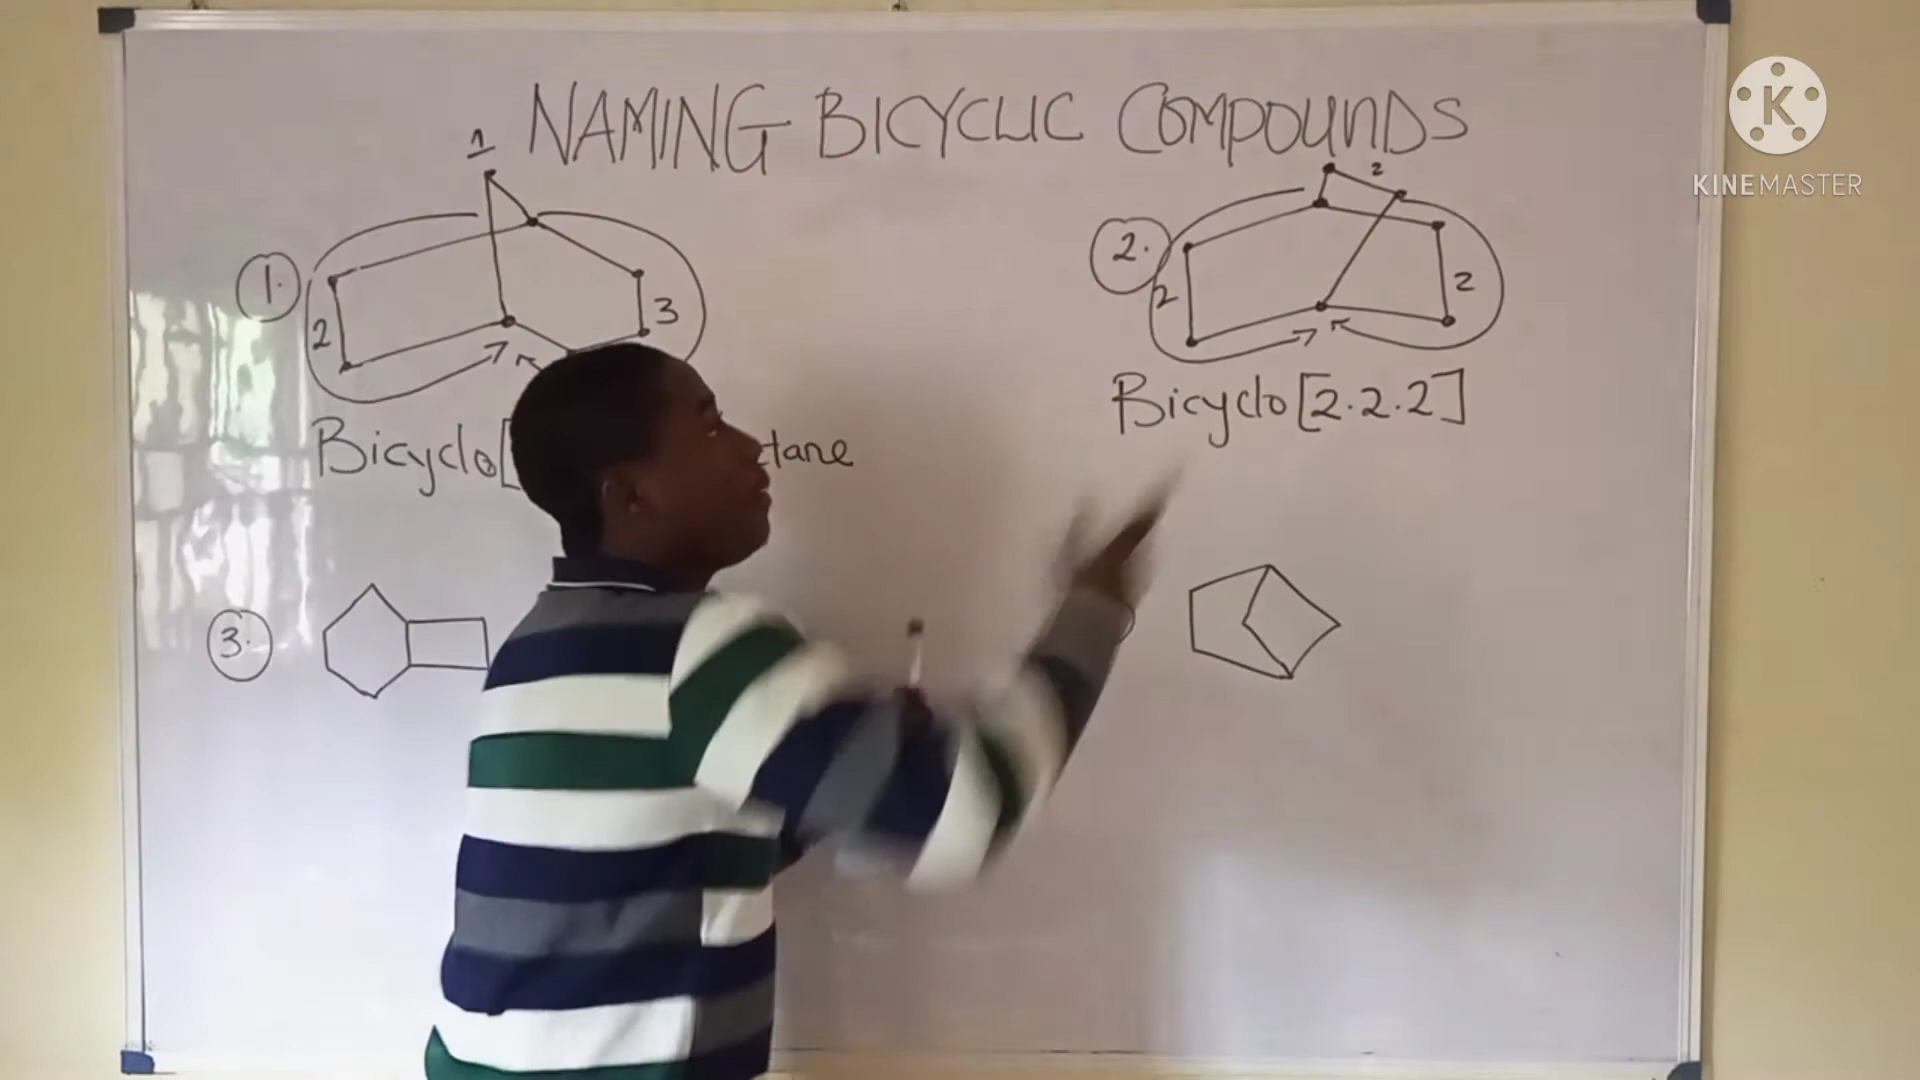 NAMING BICYCLIC COMPOUNDS
1
1.
2
3
Bicyclo[
tane
2.
2
2
2
Bicyclo[2.2.2]
3.
K
KINEMASTER